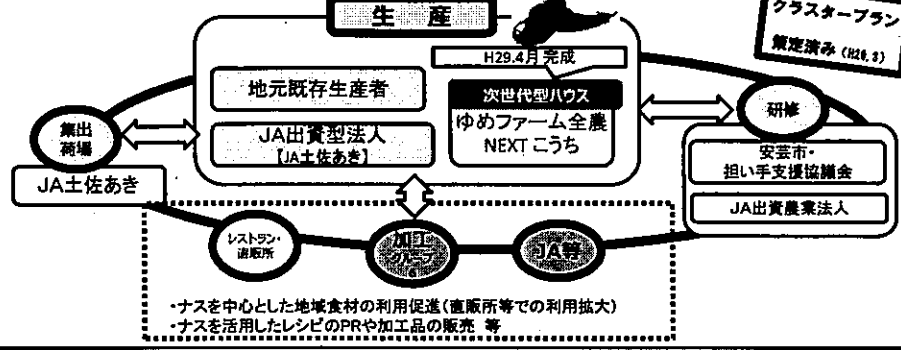 生産
クラスタープラン
策定済み(H28.3)
H29.4月完成
地元既存生産者
次世代型ハウス
ゆめファーム全農
NEXTこうち
JA出資型法人
【JA土佐あき】
集出
荷場
JA土佐あき
研修
安芸市・
担い手支援協議会
JA出資農業法人
レストラン・
直販所
加工
グループ
JA等
・ナスを中心とした地域食材の利用促進(直販所等での利用拡大)
・ナスを活用したレシピのPRや加工品の販売 等